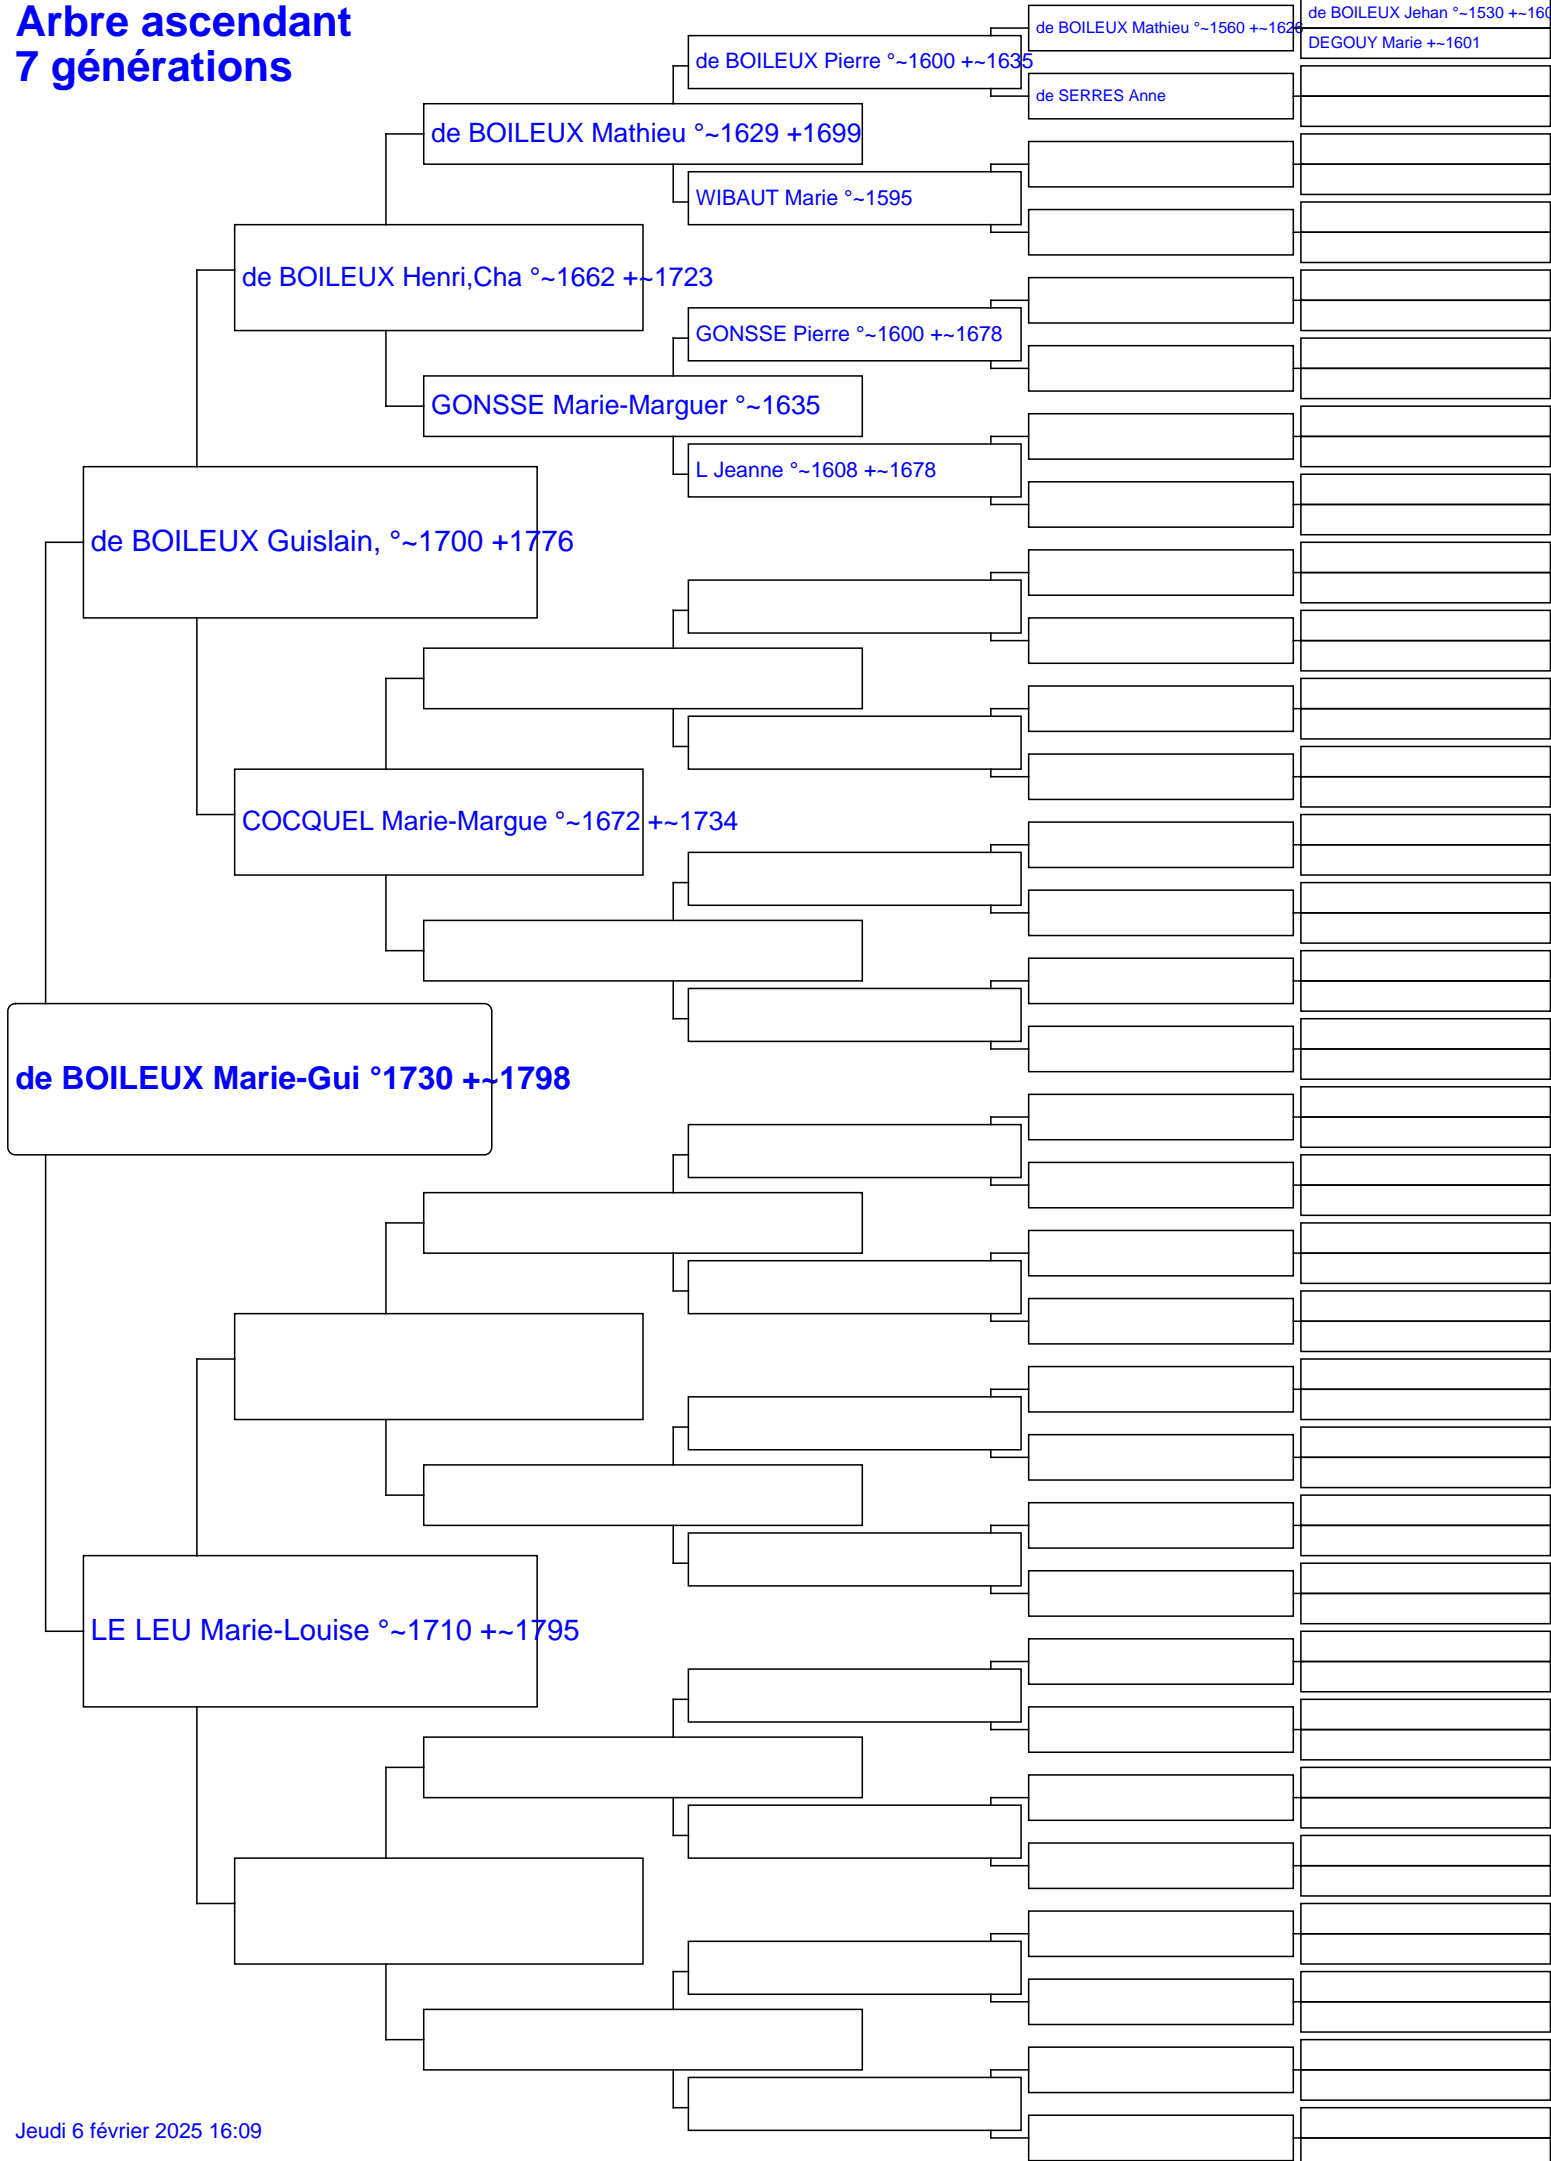 Arbre ascendant
7 générations
de BOILEUX Jehan °~1530 +~160
de BOILEUX Mathieu °~1560 +~1626
DEGOUY Marie +~1601
de BOILEUX Pierre °~1600 +~1635
de SERRES Anne
de BOILEUX Mathieu °~1629 +1699
WIBAUT Marie °~1595
de BOILEUX Henri,Cha °~1662 +~1723
GONSSE Pierre °~1600 +~1678
GONSSE Marie-Marguer °~1635
L Jeanne °~1608 +~1678
de BOILEUX Guislain, °~1700 +1776
COCQUEL Marie-Margue °~1672 +~1734
de BOILEUX Marie-Gui °1730 +~1798
LE LEU Marie-Louise °~1710 +~1795
Jeudi 6 février 2025 16:09